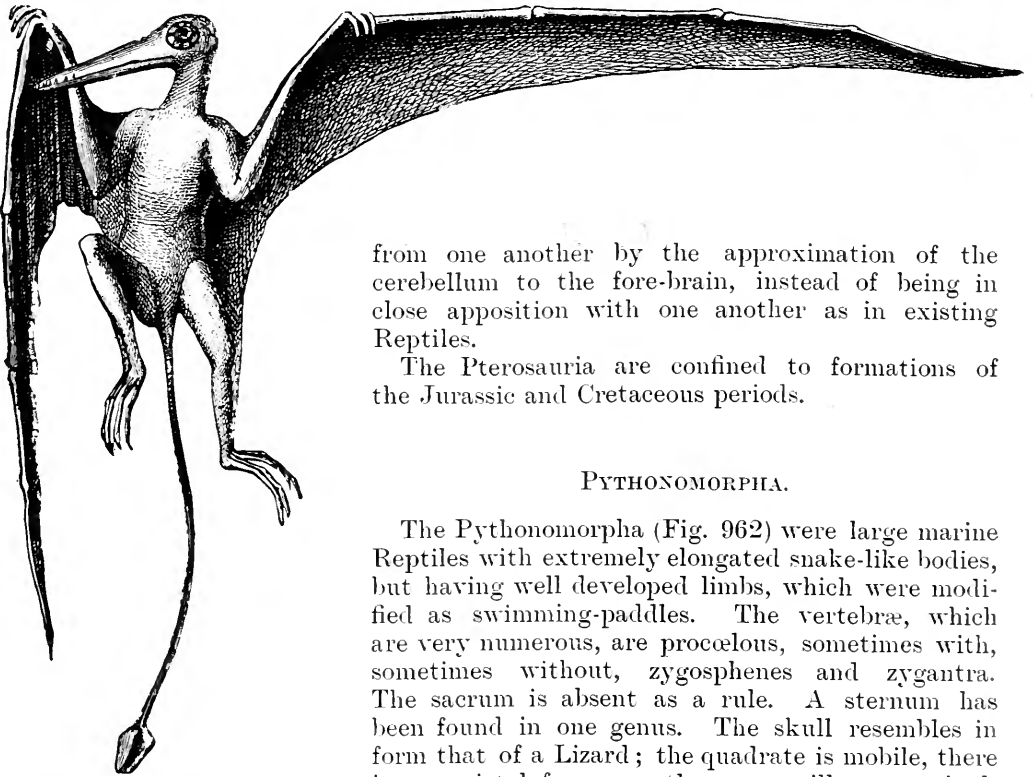 from one another by the approximation of the
cerebellum to the fore-brain, instead of being in
close apposition with one another as in existing
Reptiles.
The Pterosauria are confined to formations of
the Jurassic and Cretaceous periods.
PYTHONOMORPHA.
The Pythonomorpha (Fig. 962) were large marine
Reptiles with extremely elongated snake-like bodies,
but having well developed limbs, which were modi-
fied as swimming-paddles. The vertebræ, which
are very numerous, are procœlous, sometimes with,
sometimes without, zygosphenes and zygantra.
The sacrum is absent as a rule. A sternum has
been found in one genus. The skull resembles in
form that of a Lizard; the quadrate is mobile, there